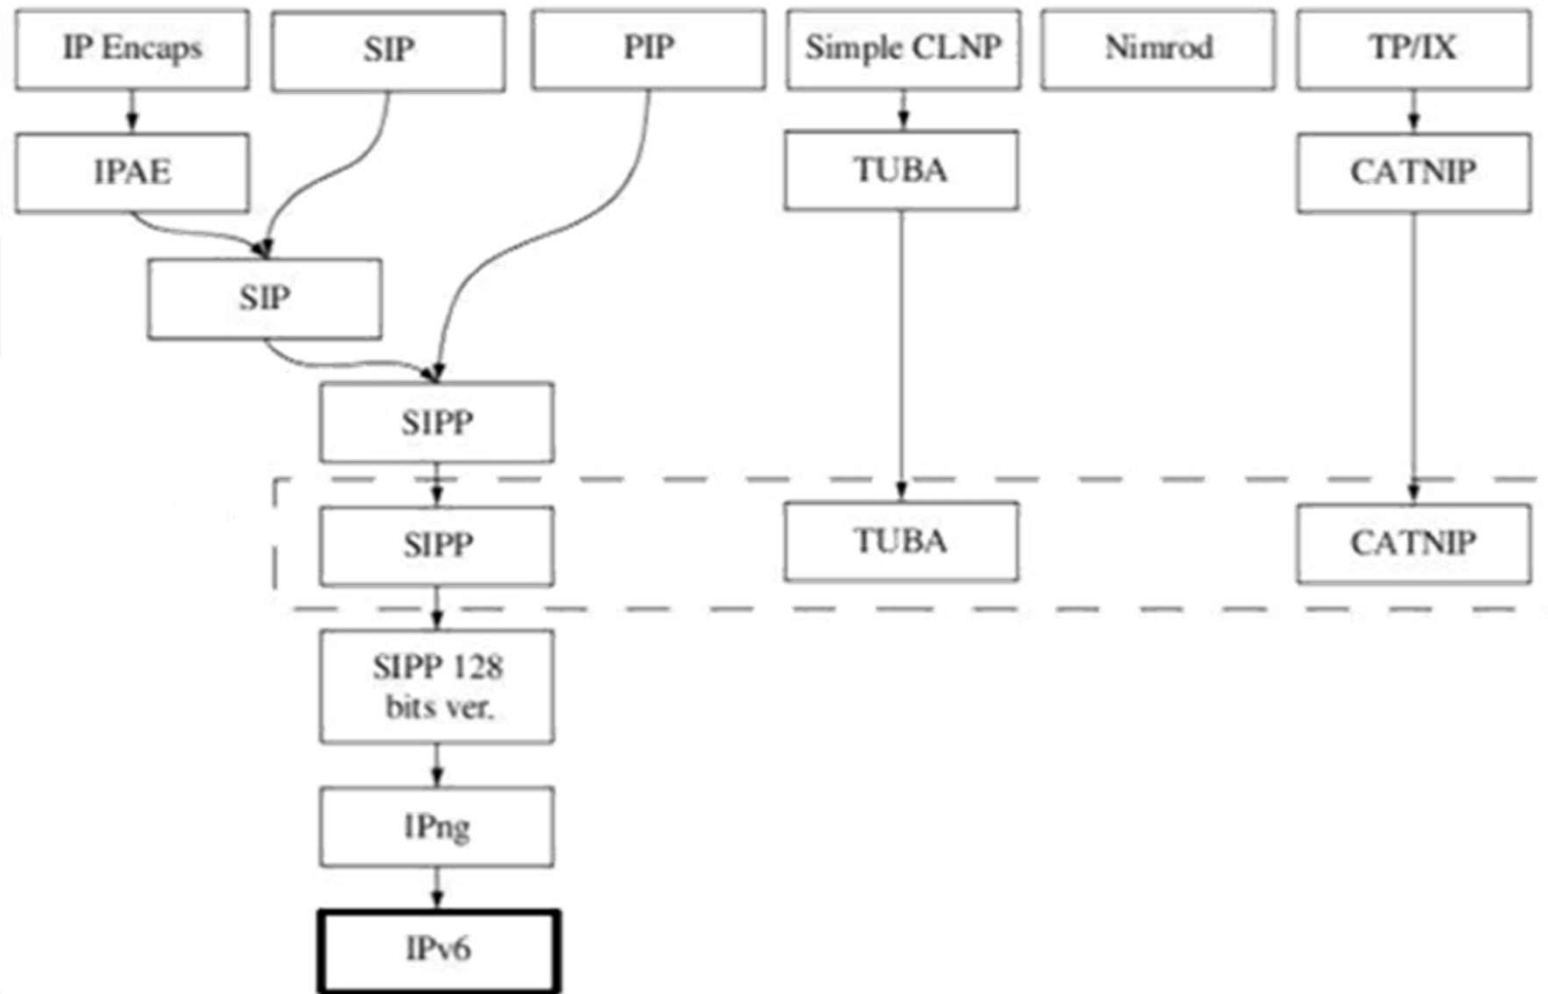 IP Encaps
SIP
PIP
Simple CLNP
Nimrod
TP/IX
IPAE
TUBA
CATNIP
SIP
SIPP
SIPP
TUBA
CATNIP
SIPP 128
bits ver.
IPng
IPv6